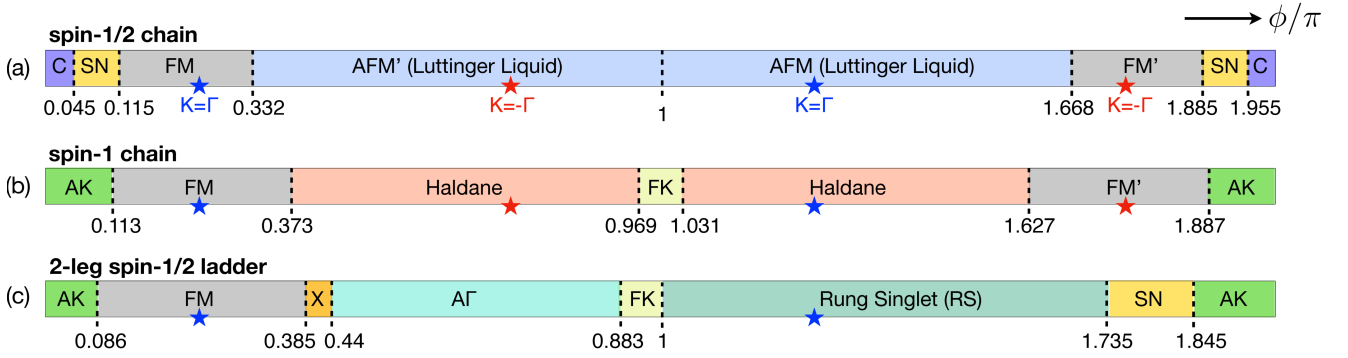 ϕ/π
spin-1/2 chain
(a) C SN FM AFM' (Luttinger Liquid) AFM (Luttinger Liquid) FM' SN C
K=Γ K=-Γ K=Γ K=-Γ
0.045 0.115 0.332 1 1.668 1.885 1.955
spin-1 chain
(b) AK FM Haldane FK Haldane FM' AK
0.113 0.373 0.969 1.031 1.627 1.887
2-leg spin-1/2 ladder
(c) AK FM X AΓ FK Rung Singlet (RS) SN AK
0.086 0.385 0.44 0.883 1 1.735 1.845